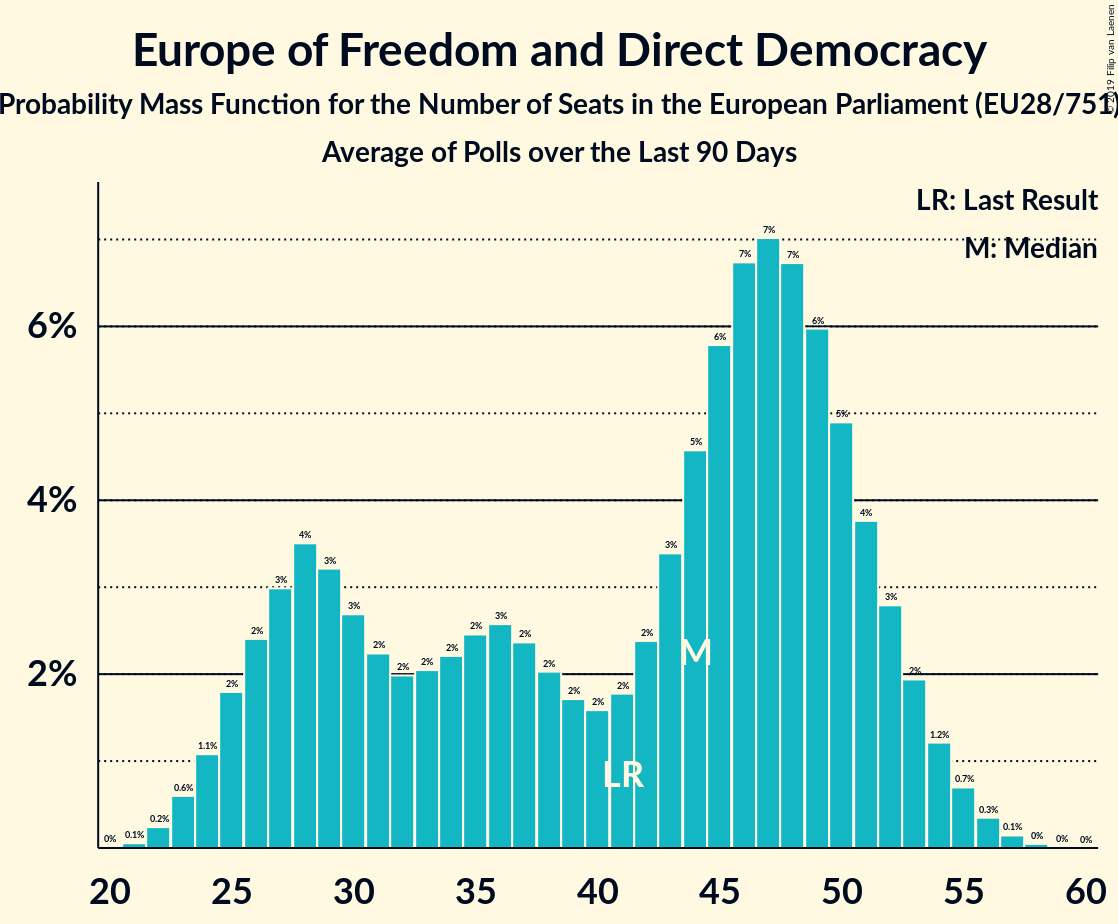 Europe of Freedom and Direct Democracy
Probability Mass Function for the Number of Seats in the European Parliament (EU28/751)
Average of Polls over the Last 90 Days
© 2019 Filip van Laenen
LR: Last Result
M: Median
6%
4%
2%
0% 0.1% 0.2% 0.6% 1.1% 2% 2% 3% 4% 3% 3% 2% 2% 2% 2% 2% 3% 2% 2% 2% 2% 2% 2% 3% 5% 6% 7% 7% 7% 6% 5% 4% 3% 2% 1.2% 0.7% 0.3% 0.1% 0% 0% 0%
M
LR
20 25 30 35 40 45 50 55 60